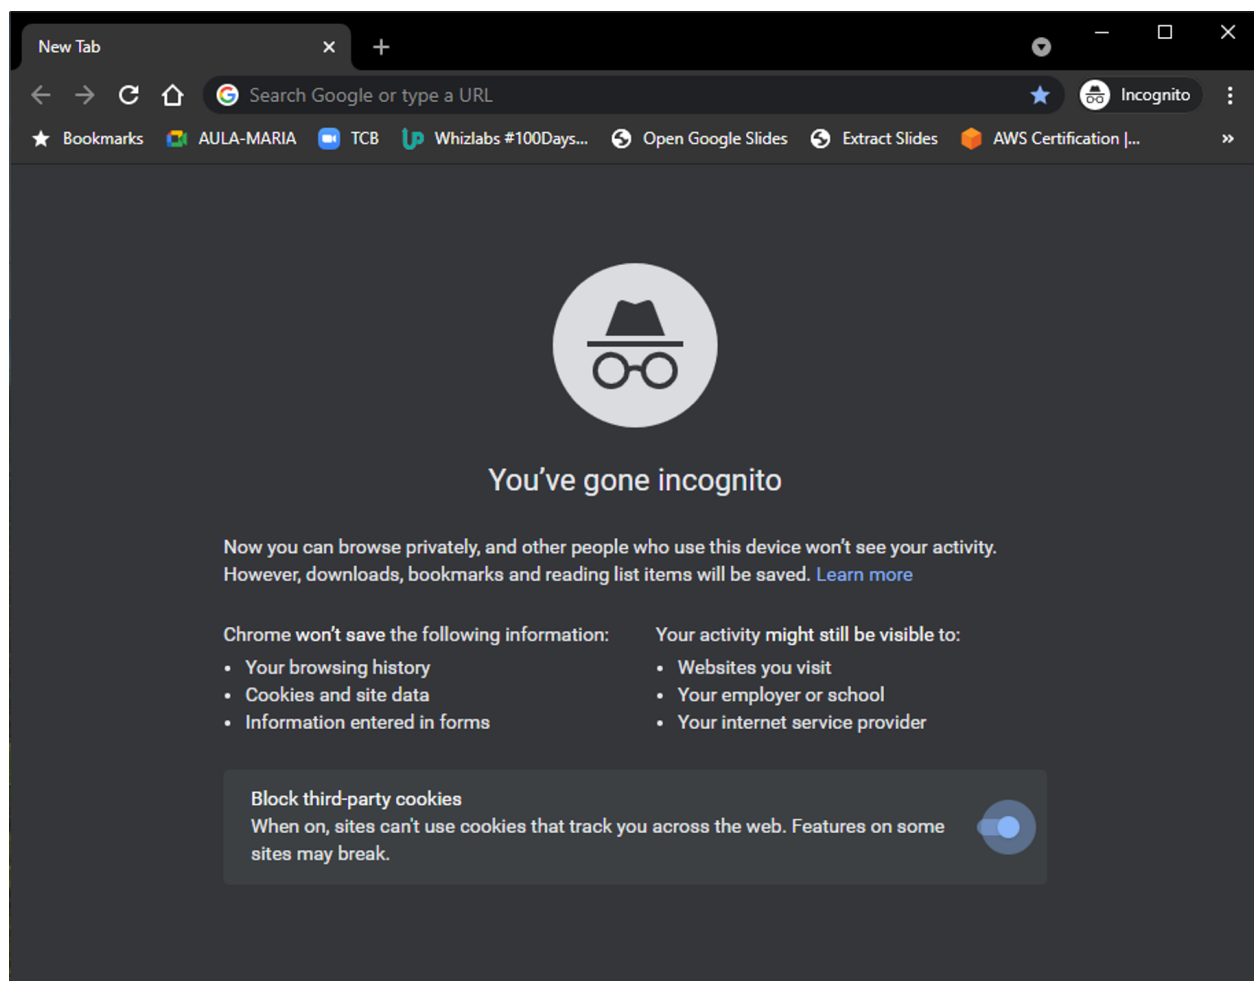 New Tab
Search Google or type a URL
Incognito
Bookmarks AULA-MARIA TCB Whizlabs #100Days... Open Google Slides Extract Slides AWS Certification |...
You've gone incognito
Now you can browse privately, and other people who use this device won't see your activity.
However, downloads, bookmarks and reading list items will be saved. Learn more
Chrome won't save the following information:
• Your browsing history
• Cookies and site data
• Information entered in forms
Your activity might still be visible to:
• Websites you visit
• Your employer or school
• Your internet service provider
Block third-party cookies
When on, sites can't use cookies that track you across the web. Features on some
sites may break.